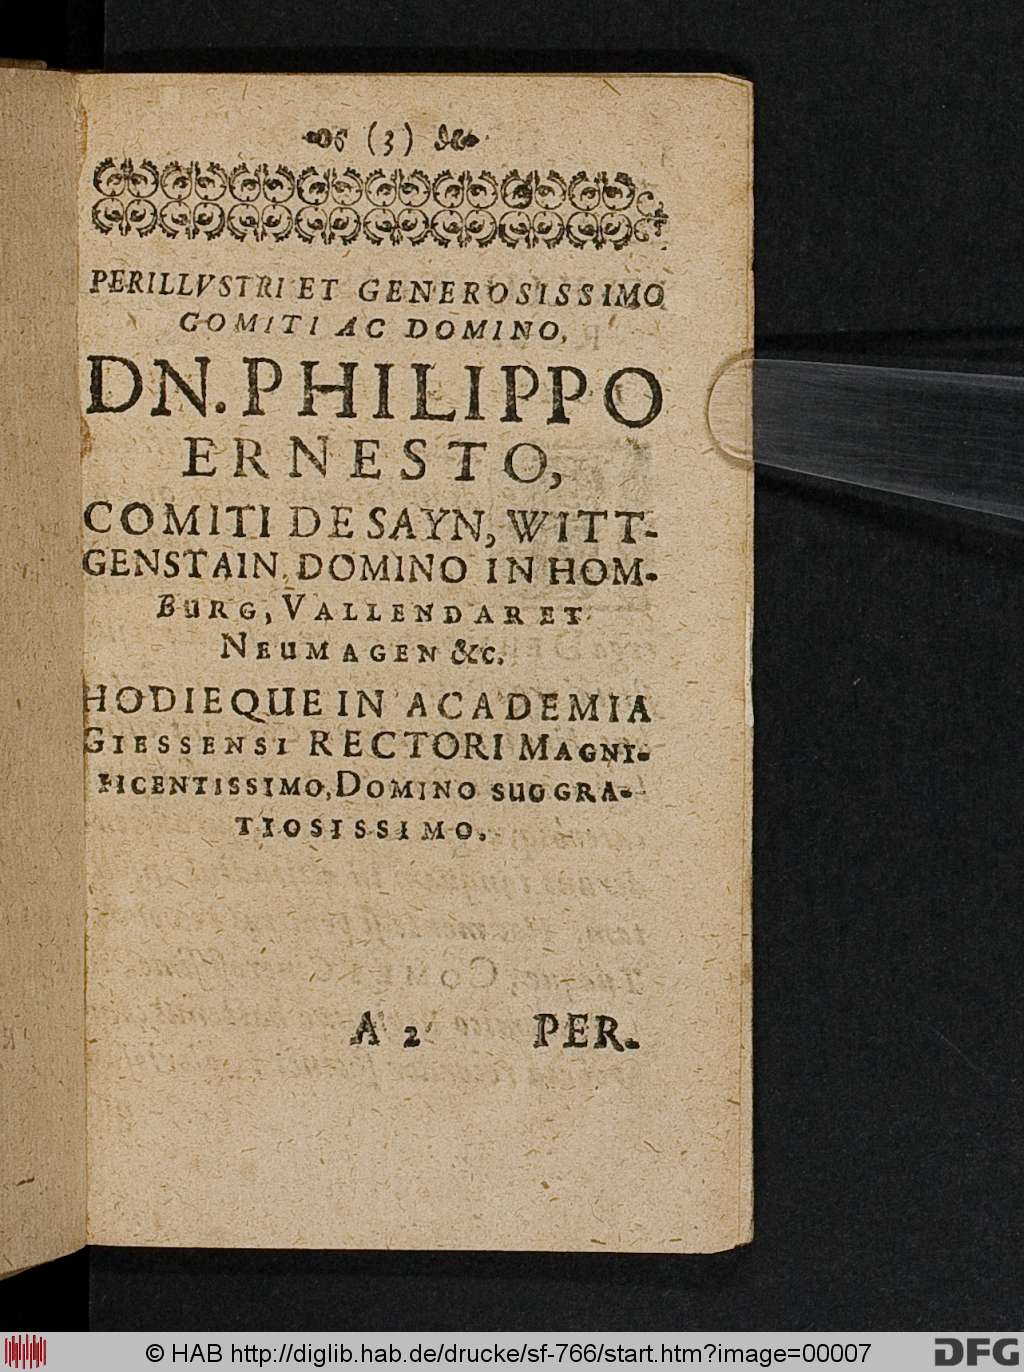 (3)
PERILLVSTRI ET GENEROSISSIMO
COMITI AC DOMINO,
DN. PHILIPPO
ERNESTO,
COMITI DE SAYN, WITT-
GENSTAIN, DOMINO IN HOM-
BURG, VALLENDAR ET
NEUMAGEN &c.
HODIEQUE IN ACADEMIA
GIESSENSI RECTORI MAGNI-
FICENTISSIMO, DOMINO SUO GRA-
TIOSISSIMO.
A 2 PER-
© HAB http://diglib.hab.de/drucke/sf-766/start.htm?image=00007
DFG